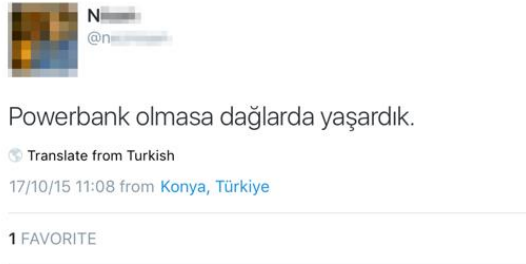 N
@n
Powerbank olmasa dağlarda yaşardık.
Translate from Turkish
17/10/15 11:08 from Konya, Türkiye
1 FAVORITE